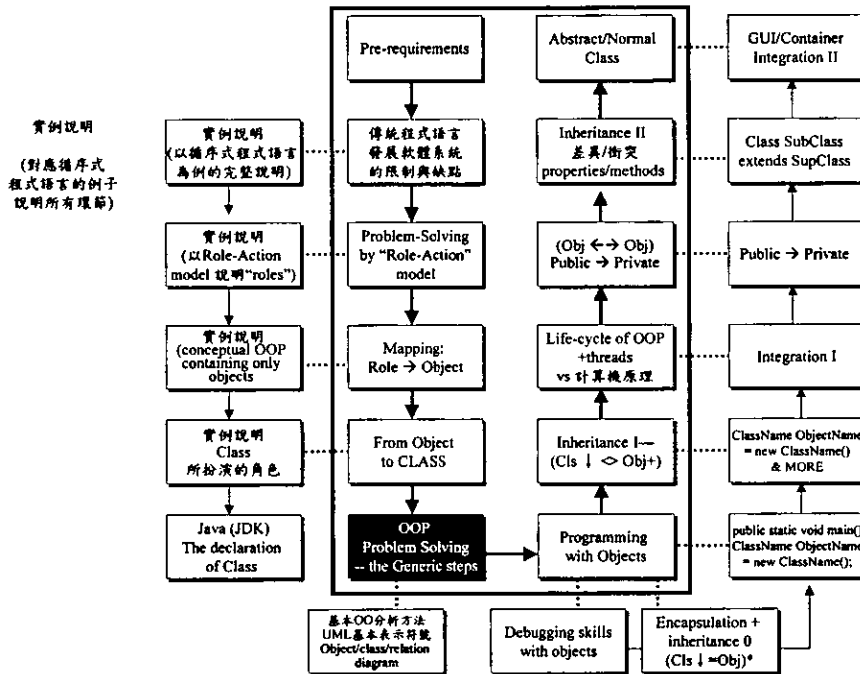 實例說明
(對應循序式
程式語言的例子
說明所有環節)
實例說明
(以循序式程式語言
為例的完整說明)
實例說明
(以Role-Action
model 說明“roles”)
實例說明
(conceptual OOP
containing only
objects)
實例說明
Class
所扮演的角色
Java (JDK)
The declaration
of Class
Pre-requirements
傳統程式語言
發展軟體系統
的限制與缺點
Problem-Solving
by “Role-Action”
model
Mapping:
Role → Object
From Object
to CLASS
OOP
Problem Solving
-- the Generic steps
基本OO分析方法
UML基本表示符號
Object/class/relation
diagram
Abstract/Normal
Class
Inheritance II
差異/衝突
properties/methods
(Obj ←→ Obj)
Public → Private
Life-cycle of OOP
+threads
vs 計算機原理
Inheritance I---
(Cls ↓ <> Obj+)
Programming
with Objects
Debugging skills
with objects
Encapsulation +
inheritance 0
(Cls ↓ =Obj)*
GUI/Container
Integration II
Class SubClass
extends SupClass
Public → Private
Integration I
ClassName ObjectName
= new ClassName()
& MORE
public static void main()
ClassName ObjectName
= new ClassName();